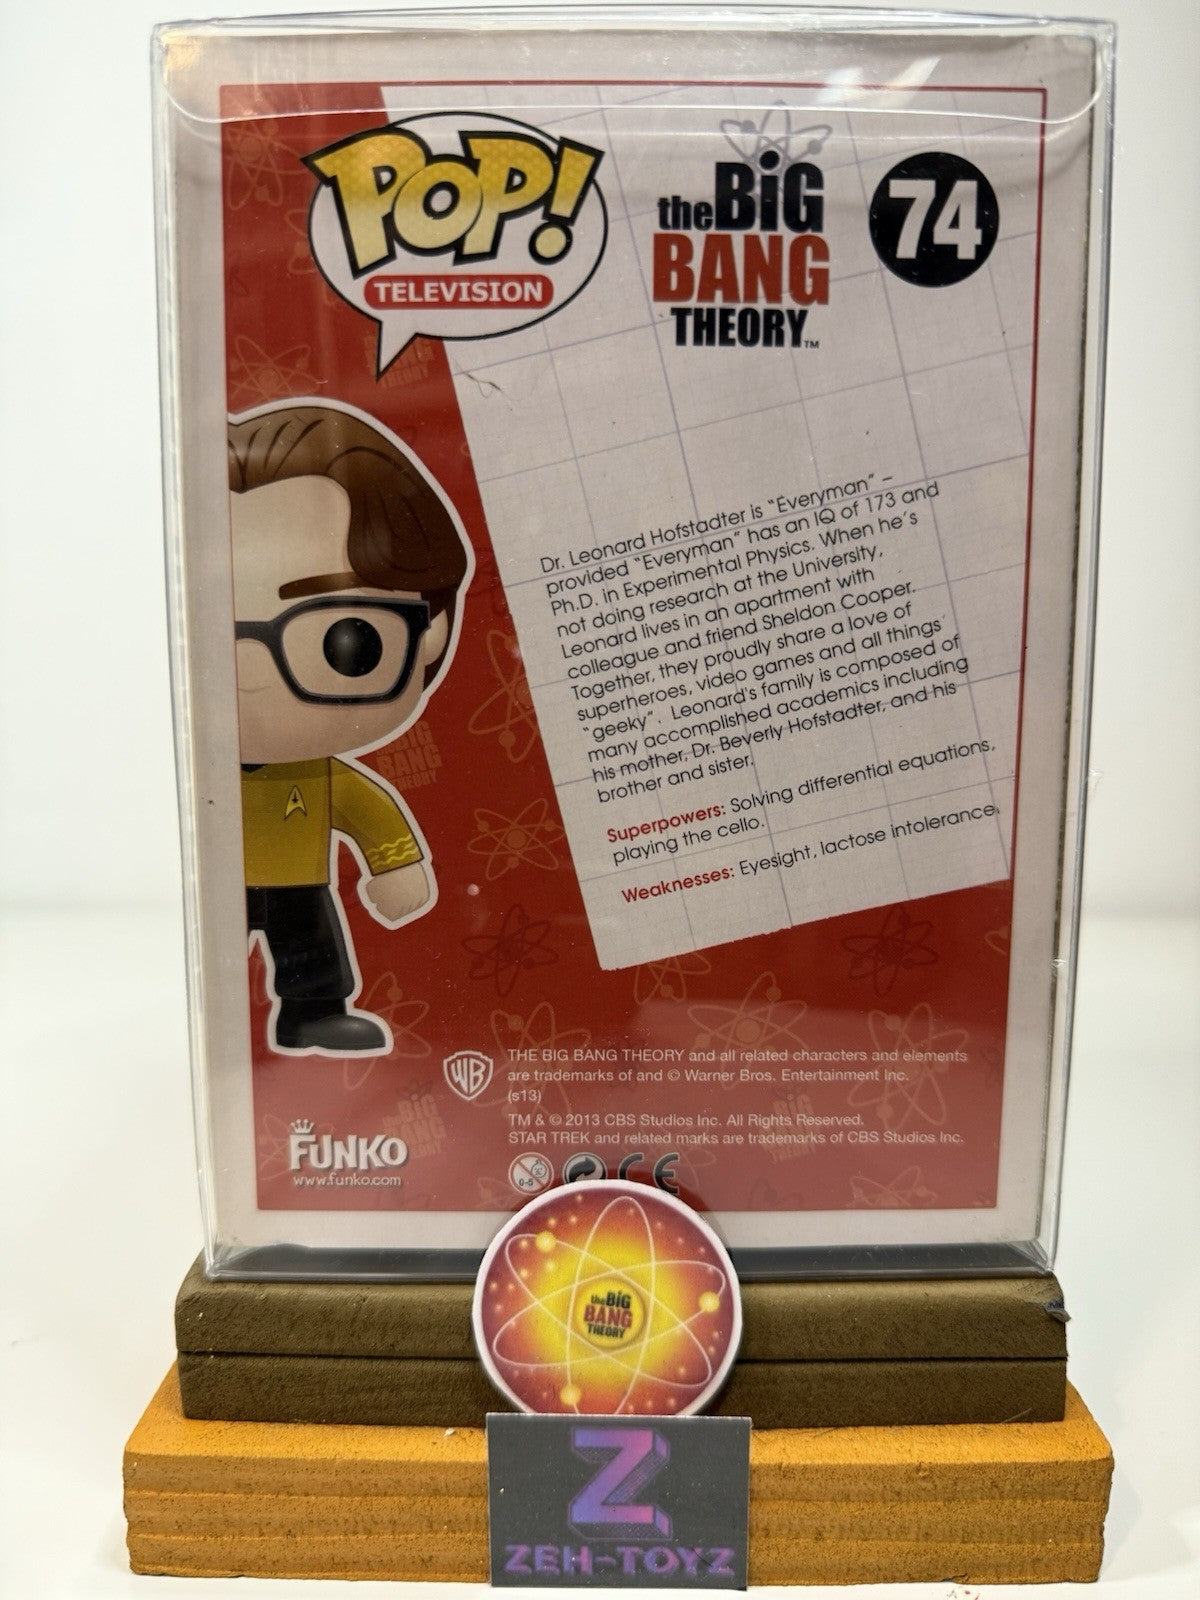 POP!
TELEVISION
the BiG
BANG
THEORY™
74
Dr. Leonard Hofstadter is "Everyman" –
provided "Everyman" has an IQ of 173 and
Ph.D. in Experimental Physics. When he's
not doing research at the University,
Leonard lives in an apartment with
colleague and friend Sheldon Cooper.
Together, they proudly share a love of
superheroes, video games and all things
"geeky". Leonard's family is composed of
many accomplished academics including
his mother, Dr. Beverly Hofstadter, and his
brother and sister.
Superpowers: Solving differential equations,
playing the cello.
Weaknesses: Eyesight, lactose intolerance.
WB
THE BIG BANG THEORY and all related characters and elements
are trademarks of and © Warner Bros. Entertainment Inc.
(s13)
TM & © 2013 CBS Studios Inc. All Rights Reserved.
STAR TREK and related marks are trademarks of CBS Studios Inc.
FUNKO
www.funko.com
0-5
CE
the BiG
BANG
THEORY
Z
ZEH-TOYZ